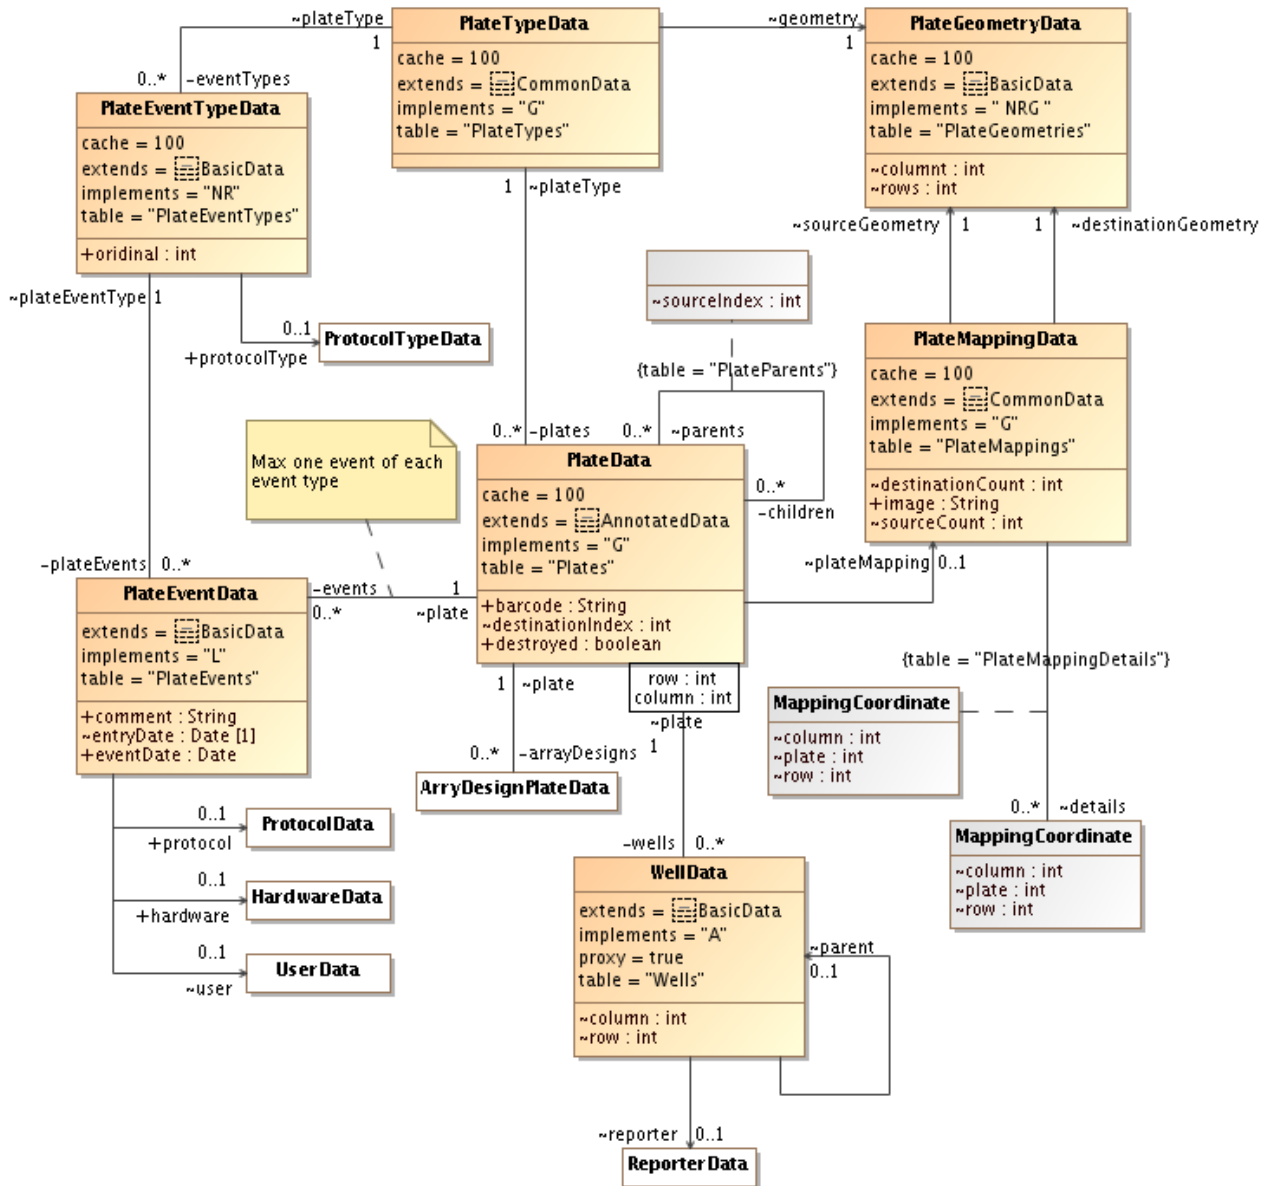 ~plateType
1
0..* -eventTypes
PlateTypeData
cache = 100
extends = CommonData
implements = "G"
table = "PlateTypes"
~geometry
1
PlateGeometryData
cache = 100
extends = BasicData
implements = " NRG "
table = "PlateGeometries"
~columnt : int
~rows : int
PlateEventTypeData
cache = 100
extends = BasicData
implements = "NR"
table = "PlateEventTypes"
+oridinal : int
1 ~plateType
~sourceGeometry 1
1 ~destinationGeometry
~plateEventType 1
0..1
+protocolType
ProtocolTypeData
~sourceIndex : int
{table = "PlateParents"}
PlateMappingData
cache = 100
extends = CommonData
implements = "G"
table = "PlateMappings"
~destinationCount : int
+image : String
~sourceCount : int
0..* -plates
0..* ~parents
0..*
-children
Max one event of each
event type
PlateData
cache = 100
extends = AnnotatedData
implements = "G"
table = "Plates"
+barcode : String
~destinationIndex : int
+destroyed : boolean
row : int
column : int
~plateMapping 0..1
-plateEvents 0..*
-events
0..*
1
~plate
PlateEventData
extends = BasicData
implements = "L"
table = "PlateEvents"
+comment : String
~entryDate : Date [1]
+eventDate : Date
{table = "PlateMappingDetails"}
1 ~plate
0..* -arrayDesigns
ArryDesignPlateData
~plate
1
MappingCoordinate
~column : int
~plate : int
~row : int
0..* ~details
MappingCoordinate
~column : int
~plate : int
~row : int
0..1
+protocol
ProtocolData
0..1
+hardware
HardwareData
0..1
~user
UserData
-wells 0..*
WellData
extends = BasicData
implements = "A"
proxy = true
table = "Wells"
~column : int
~row : int
~parent
0..1
~reporter 0..1
ReporterData